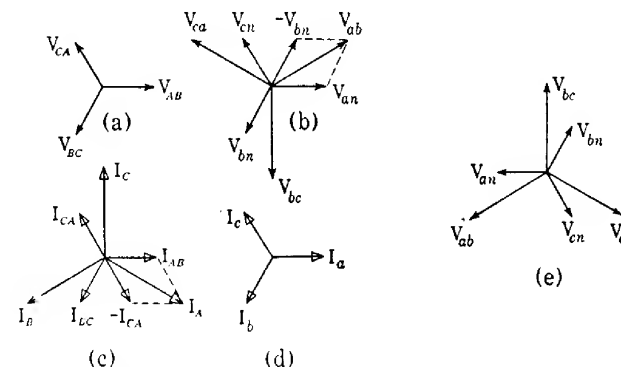 V_CA
V_AB
V_BC
(a)
V_ca
V_cn
-V_bn
V_ab
V_an
V_bn
V_bc
(b)
I_C
I_CA
I_AB
I_B
I_BC
-I_CA
I_A
(c)
I_c
I_a
I_b
(d)
V_bc
V_bn
V_an
V_ab
V_cn
(e)